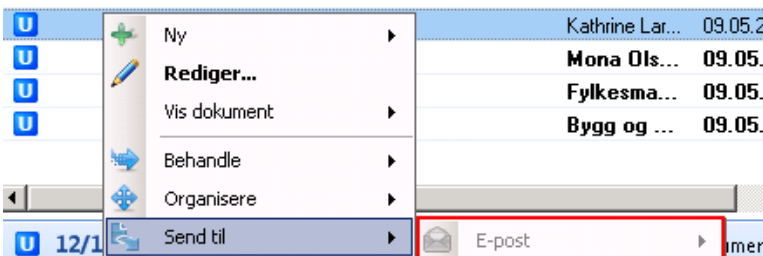 U Kathrine Lar... 09.05.2
Ny
U Mona Ols... 09.05.
Rediger...
U Fylkesma... 09.05.
Vis dokument
U Bygg og ... 09.05.
Behandle
Organisere
U 12/1 Send til E-post